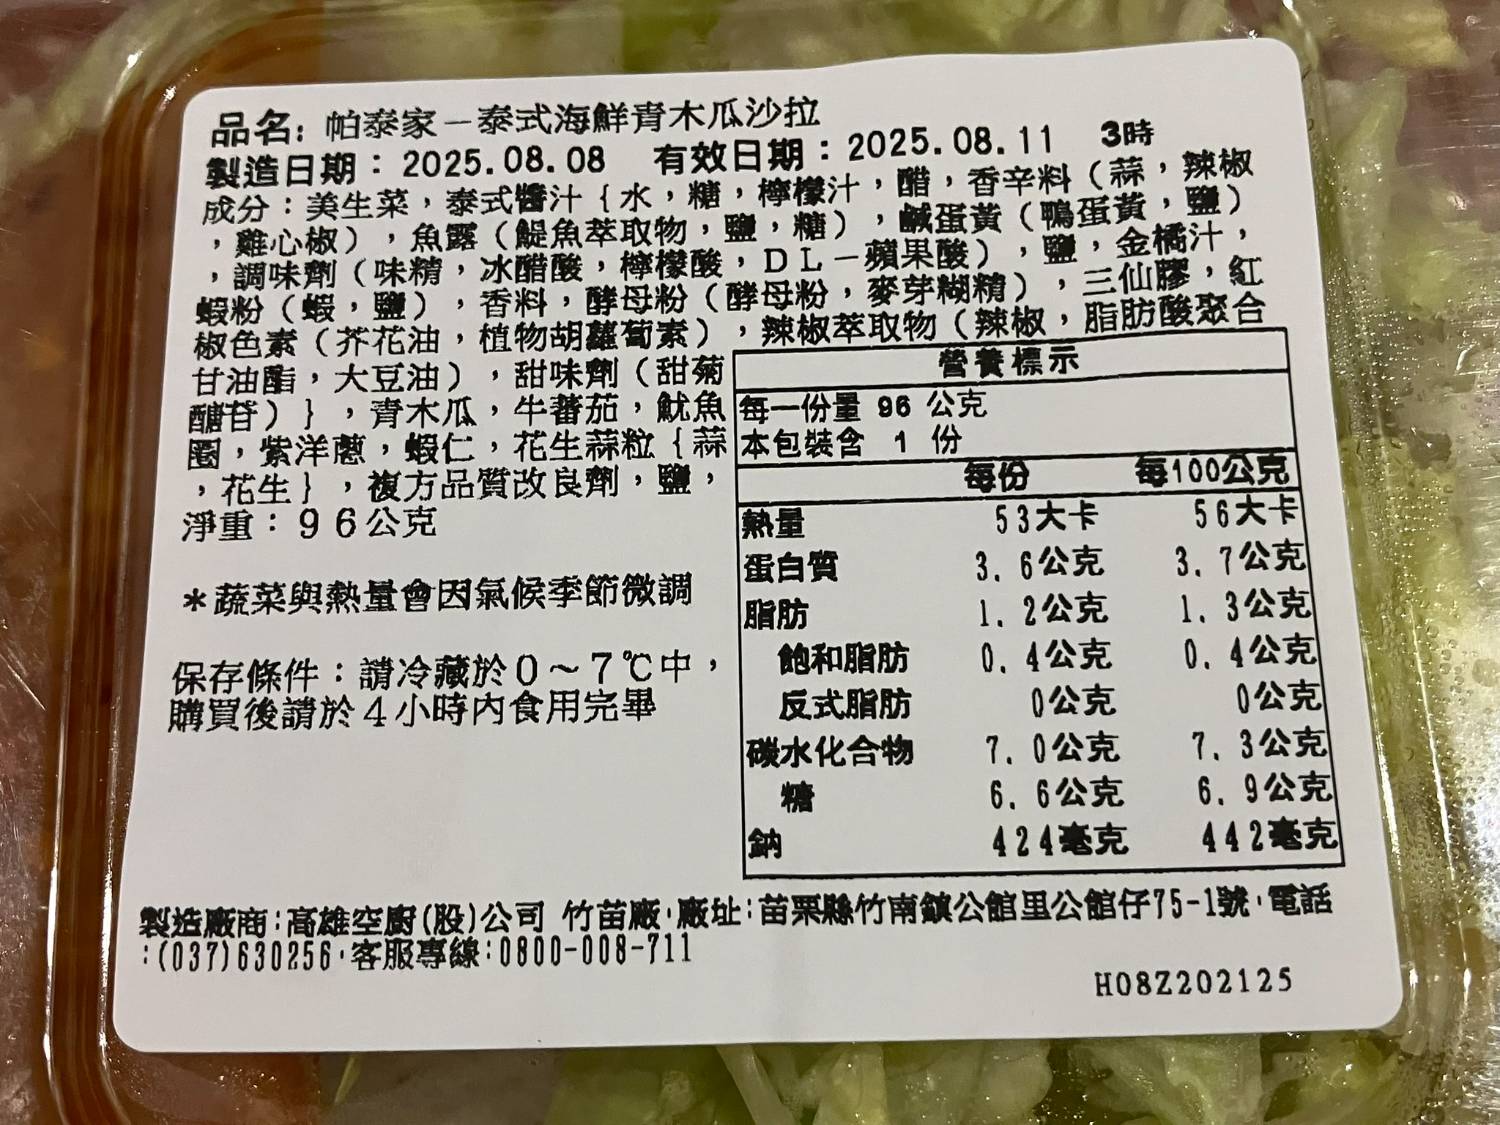 品名: 帕泰家－泰式海鮮青木瓜沙拉
製造日期：2025.08.08　有效日期：2025.08.11　3時
成分：美生菜，泰式醬汁｛水，糖，檸檬汁，醋，香辛料（蒜，辣椒
，雞心椒），魚露（鯷魚萃取物，鹽，糖），鹹蛋黃（鴨蛋黃，鹽）
，調味劑（味精，冰醋酸，檸檬酸，ＤＬ－蘋果酸），鹽，金橘汁，
蝦粉（蝦，鹽），香料，酵母粉（酵母粉，麥芽糊精），三仙膠，紅
椒色素（芥花油，植物胡蘿蔔素），辣椒萃取物（辣椒，脂肪酸聚合
甘油酯，大豆油），甜味劑（甜菊
醣苷）｝，青木瓜，牛蕃茄，魷魚
圈，紫洋蔥，蝦仁，花生蒜粒｛蒜
，花生｝，複方品質改良劑，鹽，
淨重：９６公克
＊蔬菜與熱量會因氣候季節微調
保存條件：請冷藏於０～７℃中，
購買後請於４小時內食用完畢
營養標示
每一份量 96 公克
本包裝含 1 份
每份 每100公克
熱量 53大卡 56大卡
蛋白質 3.6公克 3.7公克
脂肪 1.2公克 1.3公克
飽和脂肪 0.4公克 0.4公克
反式脂肪 0公克 0公克
碳水化合物 7.0公克 7.3公克
糖 6.6公克 6.9公克
鈉 424毫克 442毫克
製造廠商:高雄空廚(股)公司 竹苗廠‧廠址:苗栗縣竹南鎮公館里公館仔75-1號‧電話
:(037)630256‧客服專線:0800-008-711
H08Z202125